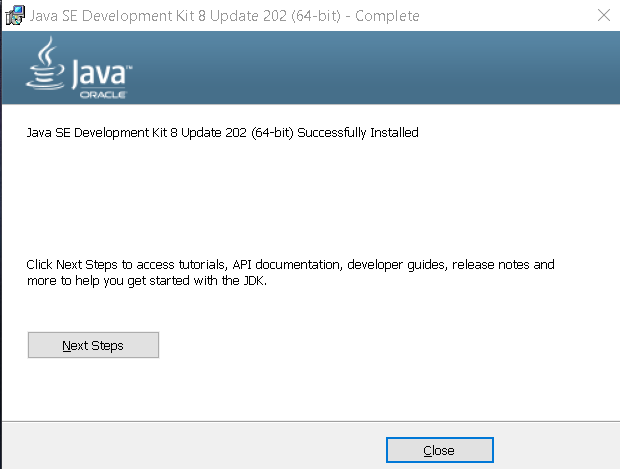 Java SE Development Kit 8 Update 202 (64-bit) - Complete
Java™
ORACLE
Java SE Development Kit 8 Update 202 (64-bit) Successfully Installed
Click Next Steps to access tutorials, API documentation, developer guides, release notes and
more to help you get started with the JDK.
Next Steps
Close